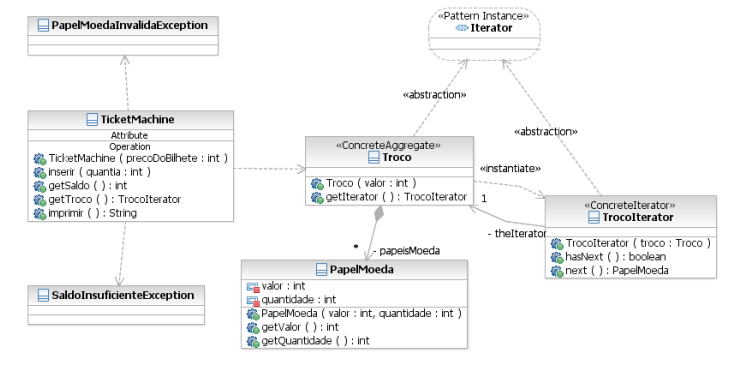 PapelMoedaInvalidaException
«Pattern Instance»
Iterator
TicketMachine
Attribute
Operation
TicketMachine ( precoDoBilhete : int )
inserir ( quantia : int )
getSaldo ( ) : int
getTroco ( ) : TrocoIterator
imprimir ( ) : String
«abstraction»
«abstraction»
«ConcreteAggregate»
Troco
Troco ( valor : int )
getIterator ( ) : TrocoIterator
«instantiate»
1
- theIterator
«ConcreteIterator»
TrocoIterator
TrocoIterator ( troco : Troco )
hasNext ( ) : boolean
next ( ) : PapelMoeda
*
- papeisMoeda
SaldoInsuficienteException
PapelMoeda
valor : int
quantidade : int
PapelMoeda ( valor : int, quantidade : int )
getValor ( ) : int
getQuantidade ( ) : int